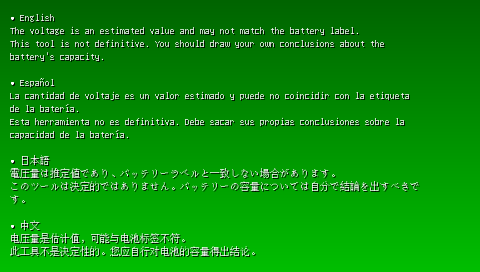 • English
The voltage is an estimated value and may not match the battery label.
This tool is not definitive. You should draw your own conclusions about the
battery's capacity.
• Español
La cantidad de voltaje es un valor estimado y puede no coincidir con la etiqueta
de la batería.
Esta herramienta no es definitiva. Debe sacar sus propias conclusiones sobre la
capacidad de la batería.
• 日本語
電圧量は推定値であり、バッテリーラベルと一致しない場合があります。
このツールは決定的ではありません。バッテリーの容量については自分で結論を出すべきで
す。
• 中文
电压量是估计值，可能与电池标签不符。
此工具不是决定性的。您应自行对电池的容量得出结论。